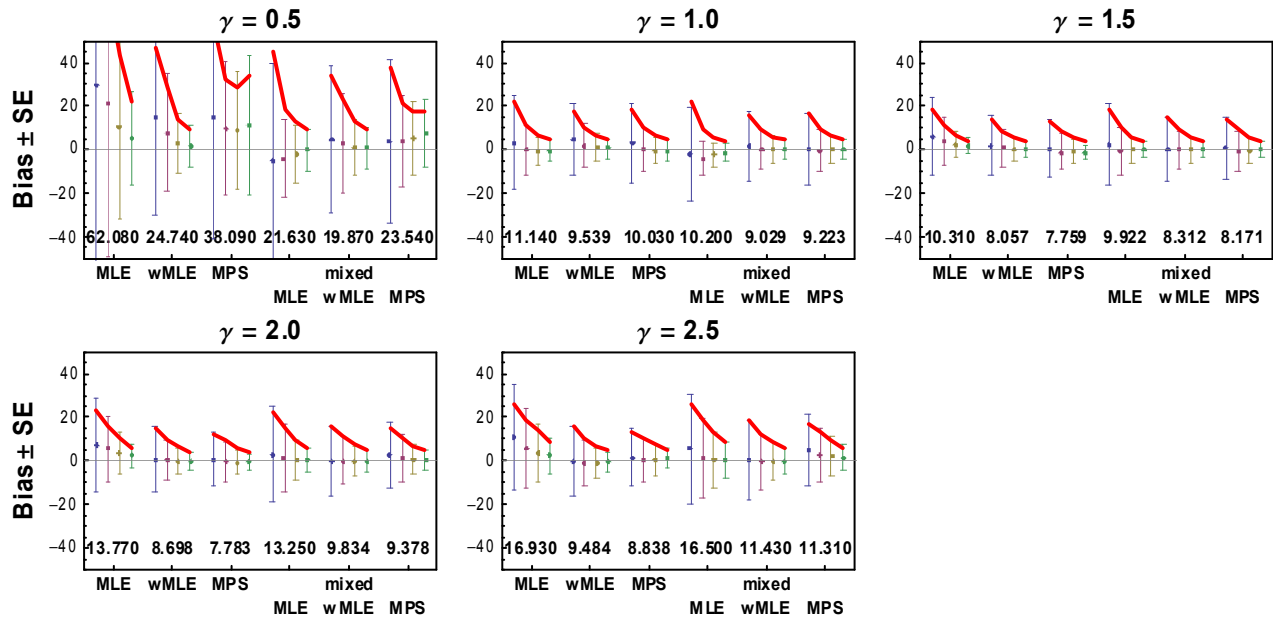 γ = 0.5
γ = 1.0
γ = 1.5
Bias ± SE
40
20
0
−20
−40
62.080 24.740 38.090 21.630 19.870 23.540
MLE wMLE MPS mixed
MLE wMLE MPS
40
20
0
−20
−40
11.140 9.539 10.030 10.200 9.029 9.223
MLE wMLE MPS mixed
MLE wMLE MPS
40
20
0
−20
−40
10.310 8.057 7.759 9.922 8.312 8.171
MLE wMLE MPS mixed
MLE wMLE MPS
γ = 2.0
γ = 2.5
Bias ± SE
40
20
0
−20
−40
13.770 8.698 7.783 13.250 9.834 9.378
MLE wMLE MPS mixed
MLE wMLE MPS
40
20
0
−20
−40
16.930 9.484 8.838 16.500 11.430 11.310
MLE wMLE MPS mixed
MLE wMLE MPS